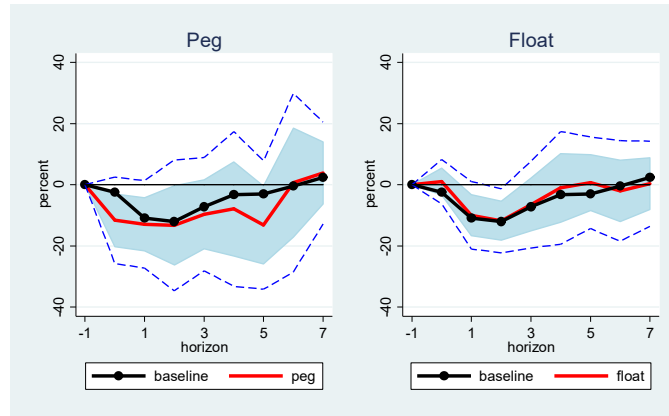 Peg
40
20
0
-20
-40
percent
-1
1
3
5
7
horizon
baseline
peg
Float
40
20
0
-20
-40
percent
-1
1
3
5
7
horizon
baseline
float